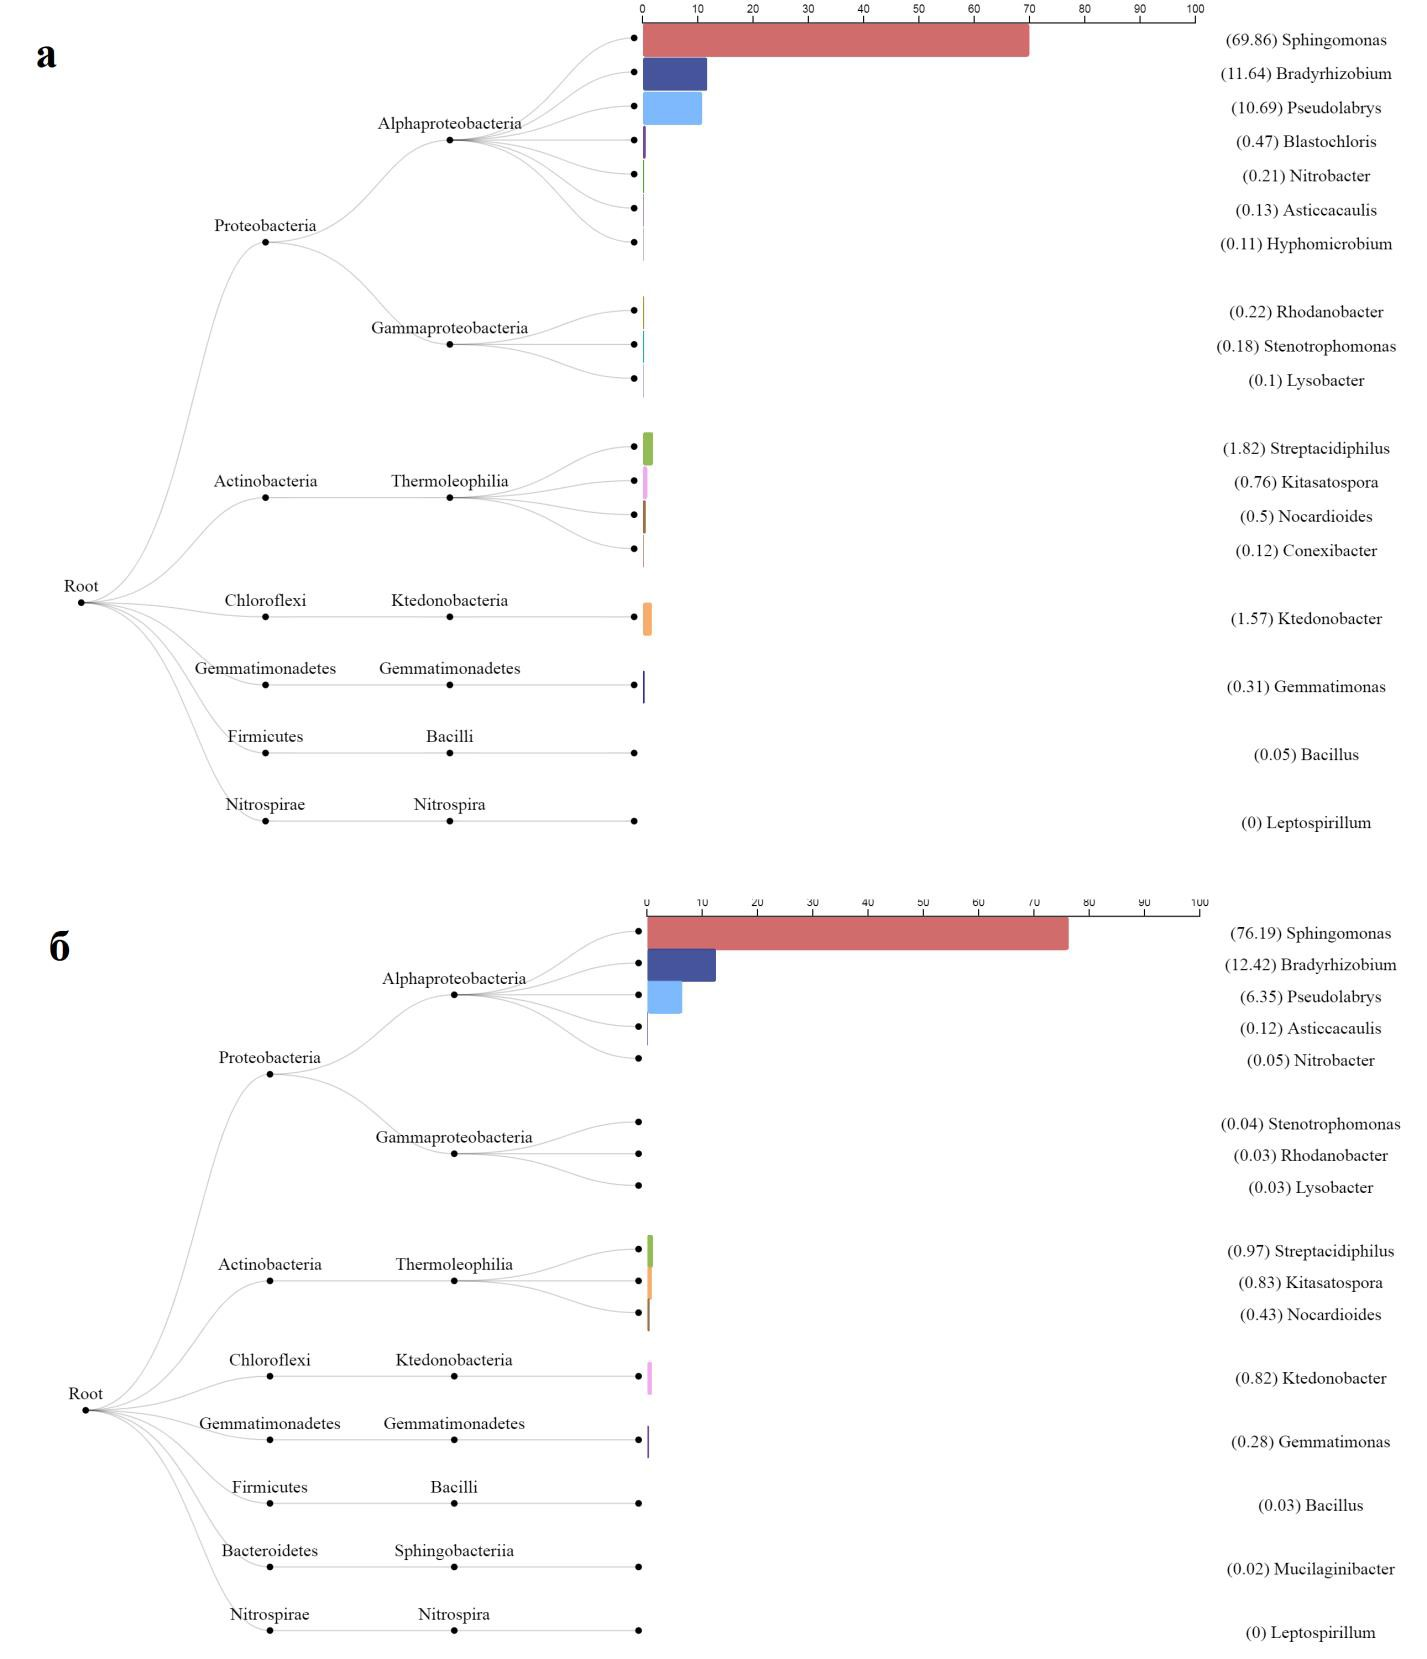 0 10 20 30 40 50 60 70 80 90 100
а
(69.86) Sphingomonas
(11.64) Bradyrhizobium
(10.69) Pseudolabrys
Alphaproteobacteria
(0.47) Blastochloris
(0.21) Nitrobacter
(0.13) Asticcacaulis
Proteobacteria
(0.11) Hyphomicrobium
(0.22) Rhodanobacter
Gammaproteobacteria
(0.18) Stenotrophomonas
(0.1) Lysobacter
(1.82) Streptacidiphilus
Actinobacteria Thermoleophilia
(0.76) Kitasatospora
(0.5) Nocardioides
(0.12) Conexibacter
Root
Chloroflexi Ktedonobacteria
(1.57) Ktedonobacter
Gemmatimonadetes Gemmatimonadetes
(0.31) Gemmatimonas
Firmicutes Bacilli
(0.05) Bacillus
Nitrospirae Nitrospira
(0) Leptospirillum
0 10 20 30 40 50 60 70 80 90 100
б
(76.19) Sphingomonas
(12.42) Bradyrhizobium
Alphaproteobacteria
(6.35) Pseudolabrys
(0.12) Asticcacaulis
Proteobacteria
(0.05) Nitrobacter
(0.04) Stenotrophomonas
Gammaproteobacteria
(0.03) Rhodanobacter
(0.03) Lysobacter
(0.97) Streptacidiphilus
Actinobacteria Thermoleophilia
(0.83) Kitasatospora
(0.43) Nocardioides
Chloroflexi Ktedonobacteria
(0.82) Ktedonobacter
Root
Gemmatimonadetes Gemmatimonadetes
(0.28) Gemmatimonas
Firmicutes Bacilli
(0.03) Bacillus
Bacteroidetes Sphingobacteriia
(0.02) Mucilaginibacter
Nitrospirae Nitrospira
(0) Leptospirillum